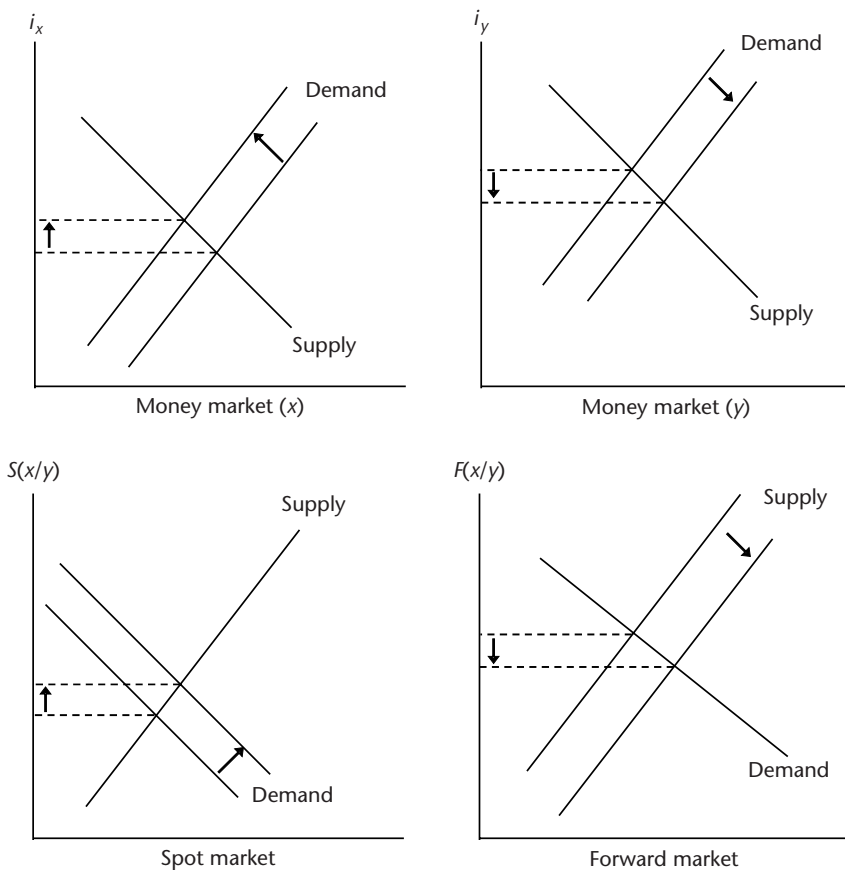 i_x
Demand
Supply
Money market (x)
i_y
Demand
Supply
Money market (y)
S(x/y)
Supply
Demand
Spot market
F(x/y)
Supply
Demand
Forward market